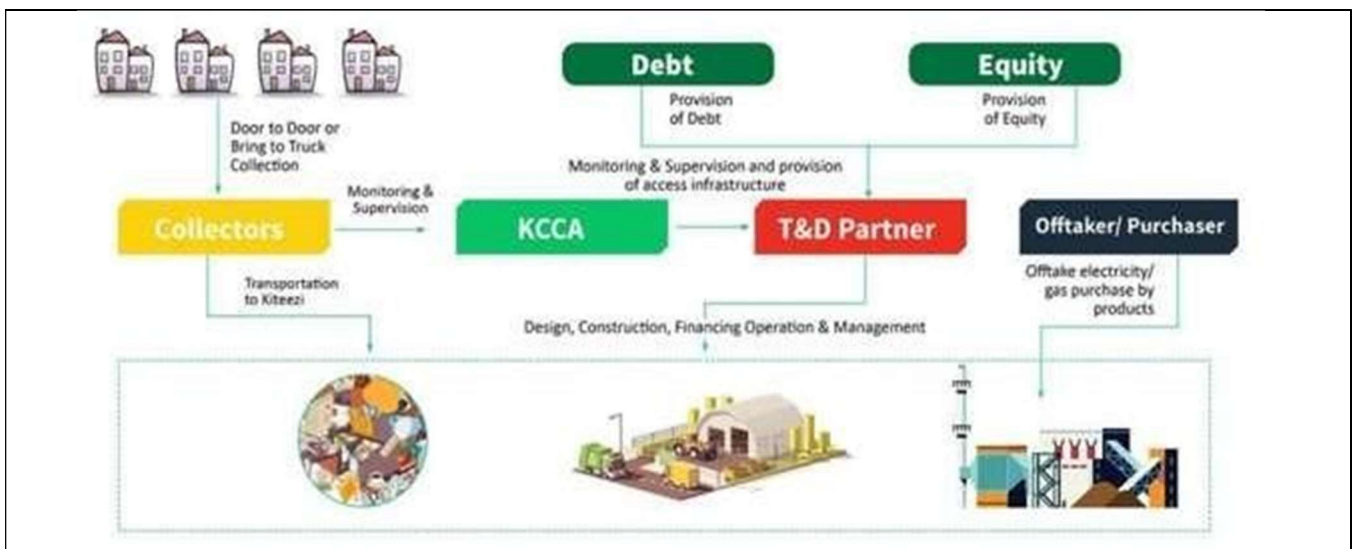 Debt
Equity
Provision
of Debt
Provision
of Equity
Door to Door or
Bring to Truck
Collection
Monitoring & Supervision and provision
of access infrastructure
Monitoring &
Supervision
Collectors
KCCA
T&D Partner
Offtaker/ Purchaser
Transportation
to Kiteezi
Offtake electricity/
gas purchase by
products
Design, Construction, Financing Operation & Management